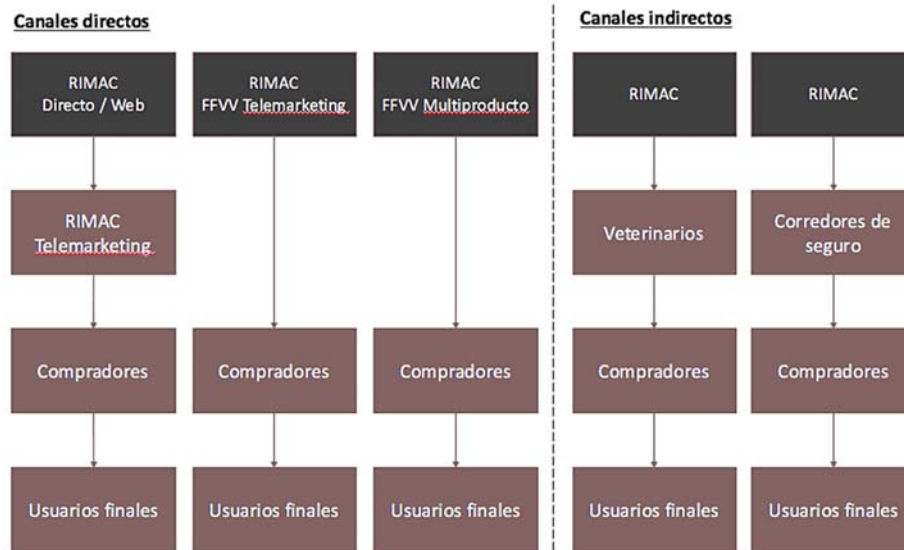 Canales directos
Canales indirectos
RIMAC
Directo / Web
RIMAC
FFVV Telemarketing
RIMAC
FFVV Multiproducto
RIMAC
RIMAC
RIMAC
Telemarketing
Veterinarios
Corredores de
seguro
Compradores
Compradores
Compradores
Compradores
Compradores
Usuarios finales
Usuarios finales
Usuarios finales
Usuarios finales
Usuarios finales